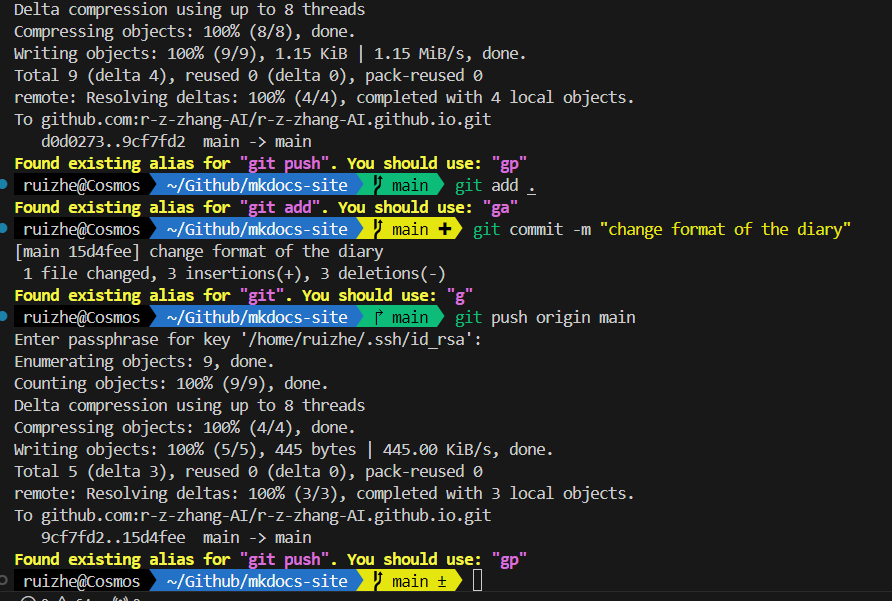 Delta compression using up to 8 threads
Compressing objects: 100% (8/8), done.
Writing objects: 100% (9/9), 1.15 KiB | 1.15 MiB/s, done.
Total 9 (delta 4), reused 0 (delta 0), pack-reused 0
remote: Resolving deltas: 100% (4/4), completed with 4 local objects.
To github.com:r-z-zhang-AI/r-z-zhang-AI.github.io.git
   d0d0273..9cf7fd2  main -> main
Found existing alias for "git push". You should use: "gp"
ruizhe@Cosmos ~/Github/mkdocs-site main git add .
Found existing alias for "git add". You should use: "ga"
ruizhe@Cosmos ~/Github/mkdocs-site main ✚ git commit -m "change format of the diary"
[main 15d4fee] change format of the diary
 1 file changed, 3 insertions(+), 3 deletions(-)
Found existing alias for "git". You should use: "g"
ruizhe@Cosmos ~/Github/mkdocs-site main git push origin main
Enter passphrase for key '/home/ruizhe/.ssh/id_rsa':
Enumerating objects: 9, done.
Counting objects: 100% (9/9), done.
Delta compression using up to 8 threads
Compressing objects: 100% (4/4), done.
Writing objects: 100% (5/5), 445 bytes | 445.00 KiB/s, done.
Total 5 (delta 3), reused 0 (delta 0), pack-reused 0
remote: Resolving deltas: 100% (3/3), completed with 3 local objects.
To github.com:r-z-zhang-AI/r-z-zhang-AI.github.io.git
   9cf7fd2..15d4fee  main -> main
Found existing alias for "git push". You should use: "gp"
ruizhe@Cosmos ~/Github/mkdocs-site main ±